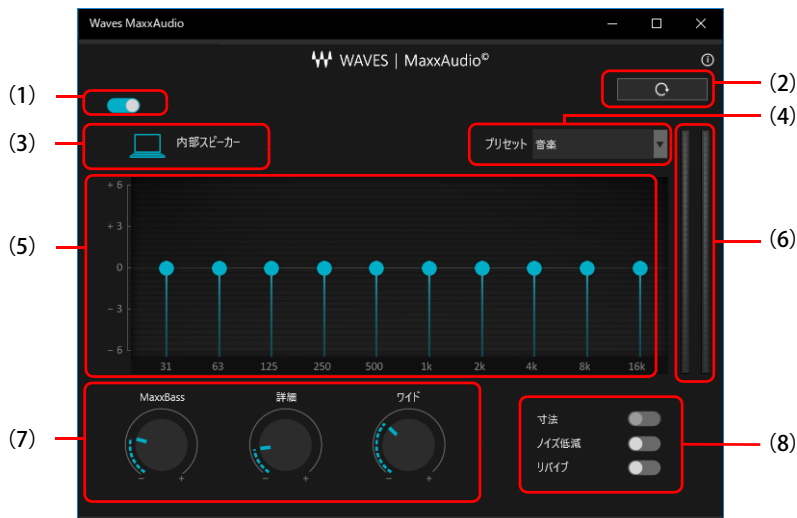 Waves MaxxAudio
WAVES | MaxxAudio©
(1)
(2)
(3)
内部スピーカー
(4)
プリセット 音楽
(5)
+ 6
+ 3
0
− 3
− 6
31 63 125 250 500 1k 2k 4k 8k 16k
(6)
(7)
MaxxBass 詳細 ワイド
− + − + − +
(8)
寸法
ノイズ低減
リバイブ